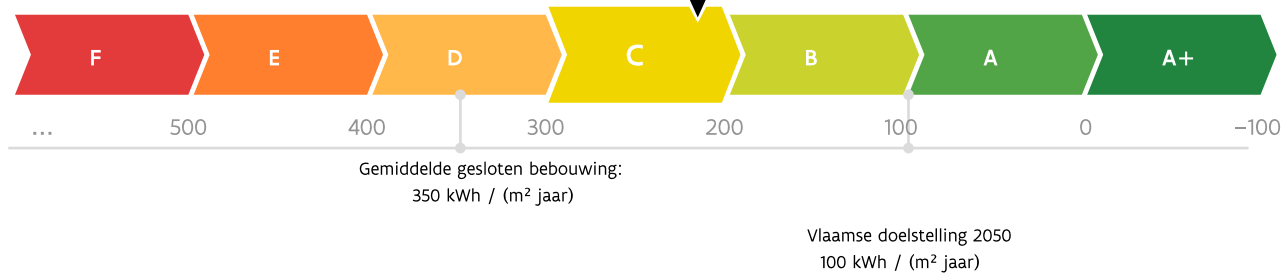 F E D C B A A+
... 500 400 300 200 100 0 –100
Gemiddelde gesloten bebouwing:
350 kWh / (m² jaar)
Vlaamse doelstelling 2050
100 kWh / (m² jaar)